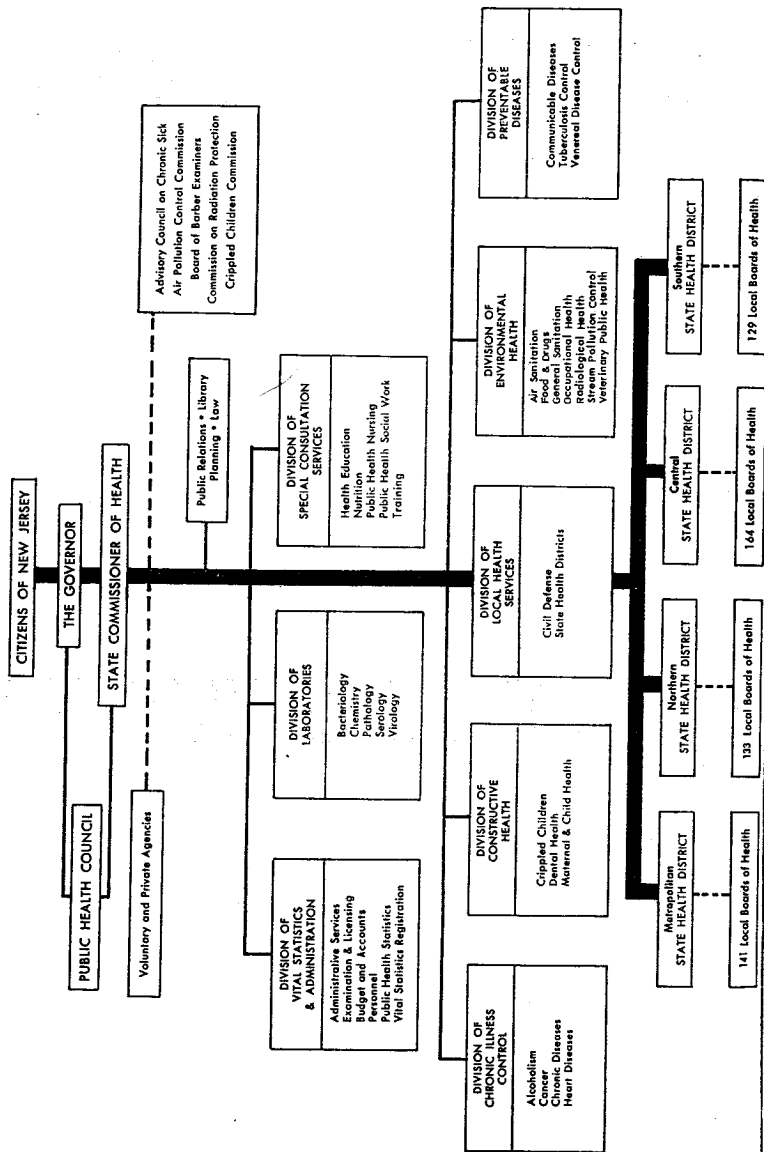 CITIZENS OF NEW JERSEY
THE GOVERNOR
PUBLIC HEALTH COUNCIL
STATE COMMISSIONER OF HEALTH
Voluntary and Private Agencies
Advisory Council on Chronic Sick
Air Pollution Control Commission
Board of Barber Examiners
Commission on Radiation Protection
Crippled Children Commission
Public Relations • Library
Planning • Law
DIVISION OF
VITAL STATISTICS
& ADMINISTRATION
Administrative Services
Examination & Licensing
Budget and Accounts
Personnel
Public Health Statistics
Vital Statistics Registration
DIVISION OF
LABORATORIES
Bacteriology
Chemistry
Pathology
Serology
Virology
DIVISION OF
SPECIAL CONSULTATION
SERVICES
Health Education
Nutrition
Public Health Nursing
Public Health Social Work
Training
DIVISION OF
CHRONIC ILLNESS
CONTROL
Alcoholism
Cancer
Chronic Diseases
Heart Diseases
DIVISION OF
CONSTRUCTIVE
HEALTH
Crippled Children
Dental Health
Maternal & Child Health
DIVISION OF
LOCAL HEALTH
SERVICES
Civil Defense
State Health Districts
DIVISION OF
ENVIRONMENTAL
HEALTH
Air Sanitation
Food & Drugs
General Sanitation
Occupational Health
Radiological Health
Stream Pollution Control
Veterinary Public Health
DIVISION OF
PREVENTABLE
DISEASES
Communicable Diseases
Tuberculosis Control
Venereal Disease Control
Metropolitan
STATE HEALTH DISTRICT
141 Local Boards of Health
Northern
STATE HEALTH DISTRICT
133 Local Boards of Health
Central
STATE HEALTH DISTRICT
164 Local Boards of Health
Southern
STATE HEALTH DISTRICT
129 Local Boards of Health